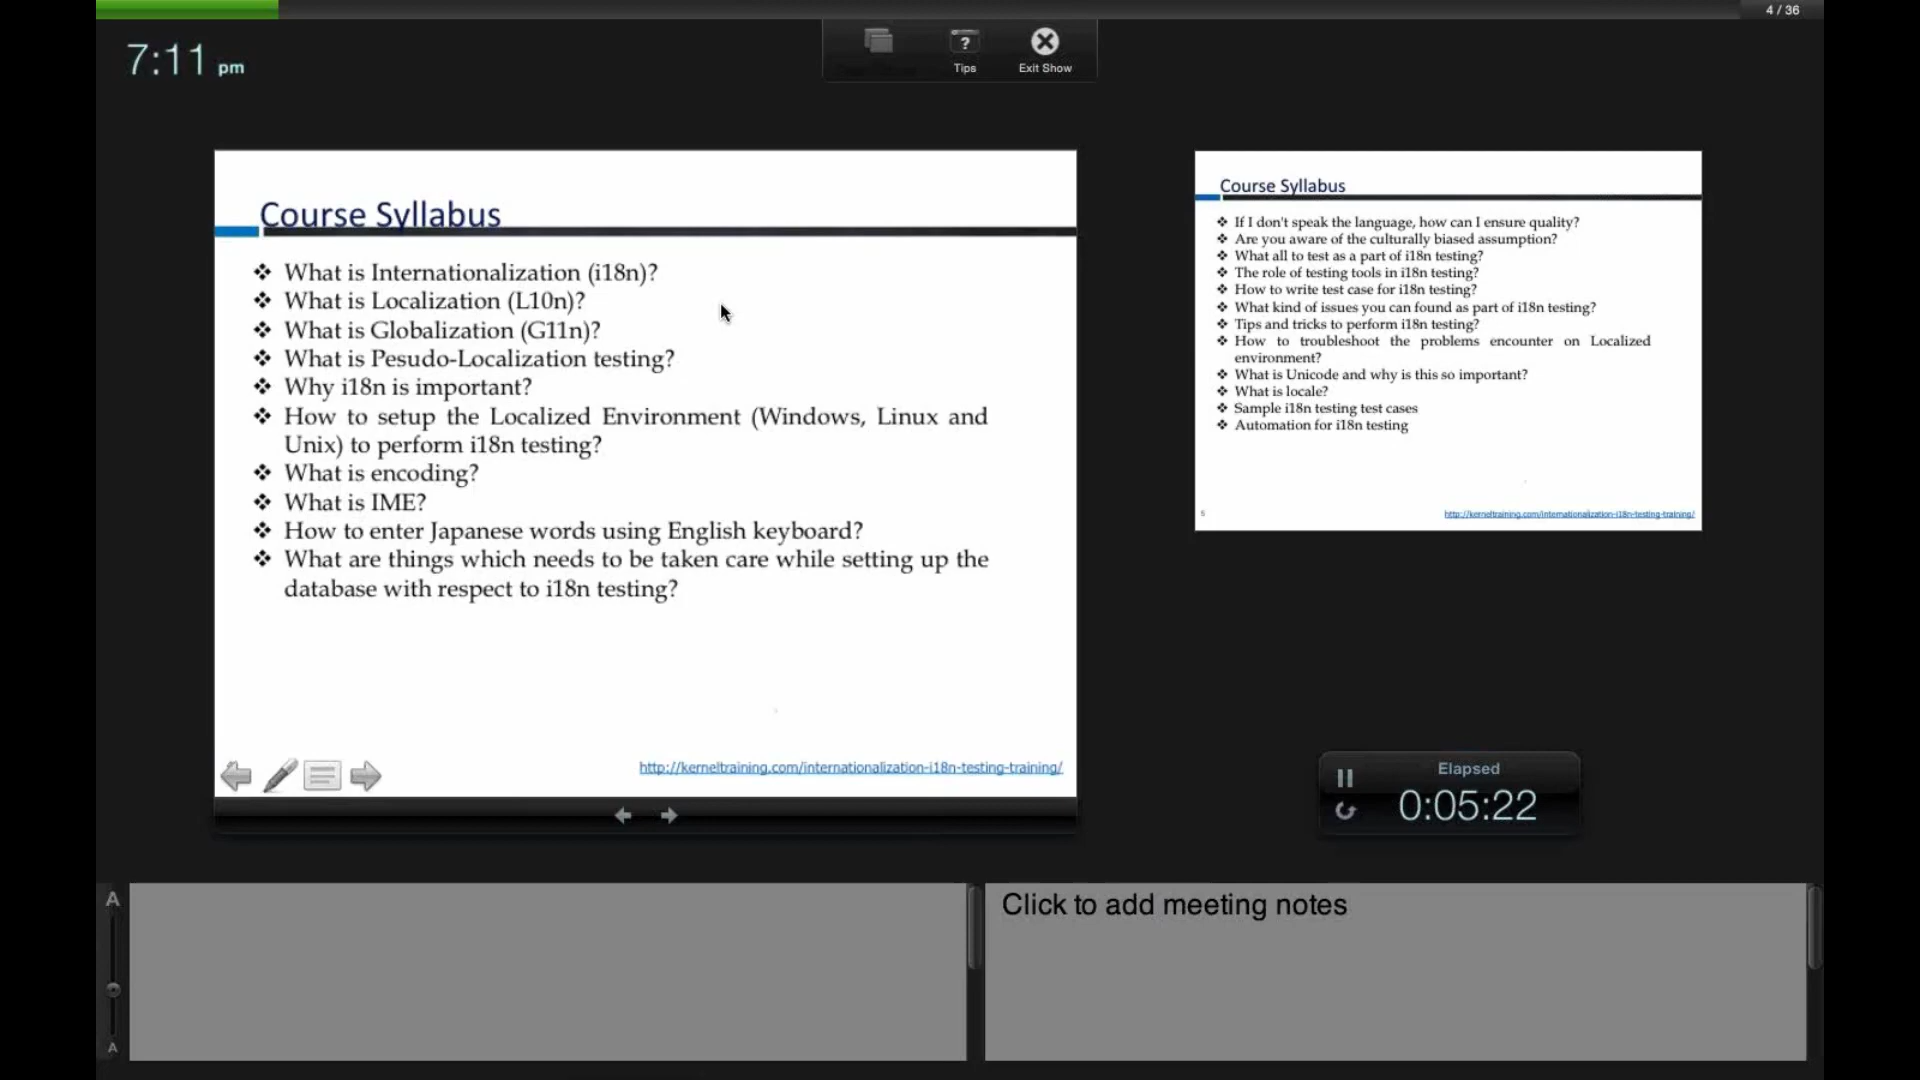 4 / 36
7:11 pm
Tips
Exit Show
Course Syllabus
What is Internationalization (i18n)?
What is Localization (L10n)?
What is Globalization (G11n)?
What is Pesudo-Localization testing?
Why i18n is important?
How to setup the Localized Environment (Windows, Linux and
Unix) to perform i18n testing?
What is encoding?
What is IME?
How to enter Japanese words using English keyboard?
What are things which needs to be taken care while setting up the
database with respect to i18n testing?
http://kerneltraining.com/internationalization-i18n-testing-training/
Course Syllabus
If I don't speak the language, how can I ensure quality?
Are you aware of the culturally biased assumption?
What all to test as a part of i18n testing?
The role of testing tools in i18n testing?
How to write test case for i18n testing?
What kind of issues you can found as part of i18n testing?
Tips and tricks to perform i18n testing?
How to troubleshoot the problems encounter on Localized
environment?
What is Unicode and why is this so important?
What is locale?
Sample i18n testing test cases
Automation for i18n testing
5
http://kerneltraining.com/internationalization-i18n-testing-training/
Elapsed
0:05:22
A
A
Click to add meeting notes